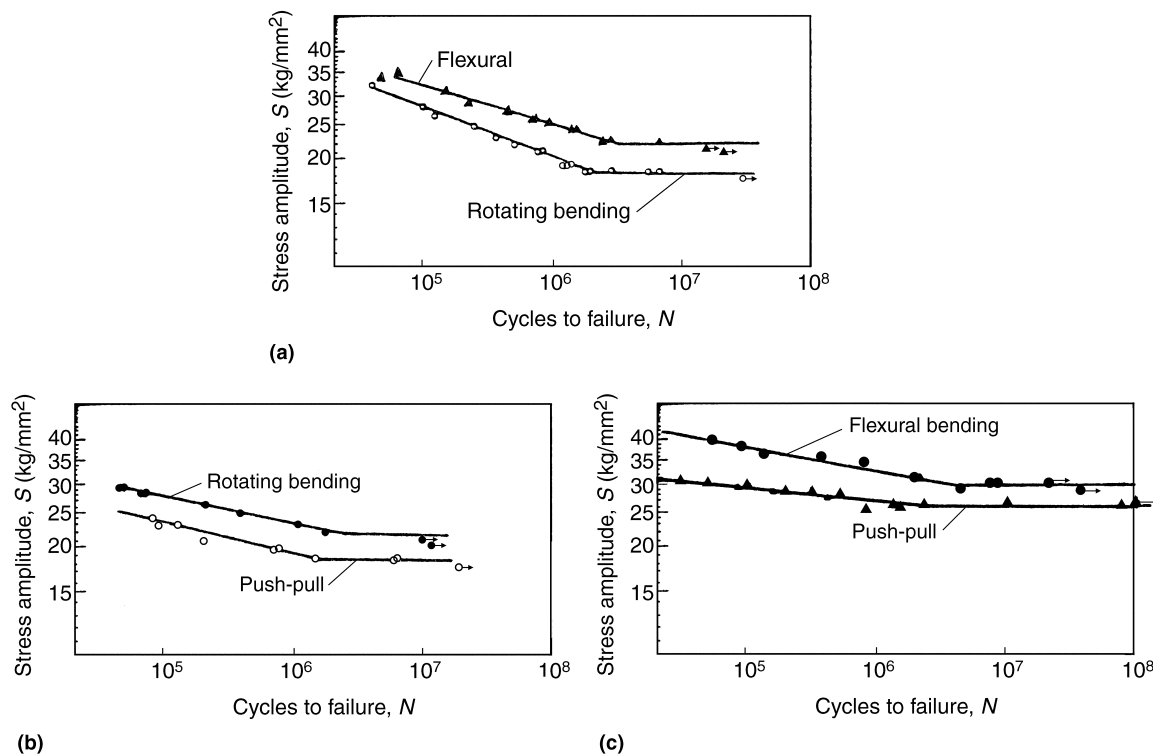 Stress amplitude, S (kg/mm²)
40
35
30
25
20
15
Flexural
Rotating bending
10⁵
10⁶
10⁷
10⁸
Cycles to failure, N
(a)
Stress amplitude, S (kg/mm²)
40
35
30
25
20
15
Rotating bending
Push-pull
10⁵
10⁶
10⁷
10⁸
Cycles to failure, N
(b)
Stress amplitude, S (kg/mm²)
40
35
30
25
20
15
Flexural bending
Push-pull
10⁵
10⁶
10⁷
10⁸
Cycles to failure, N
(c)